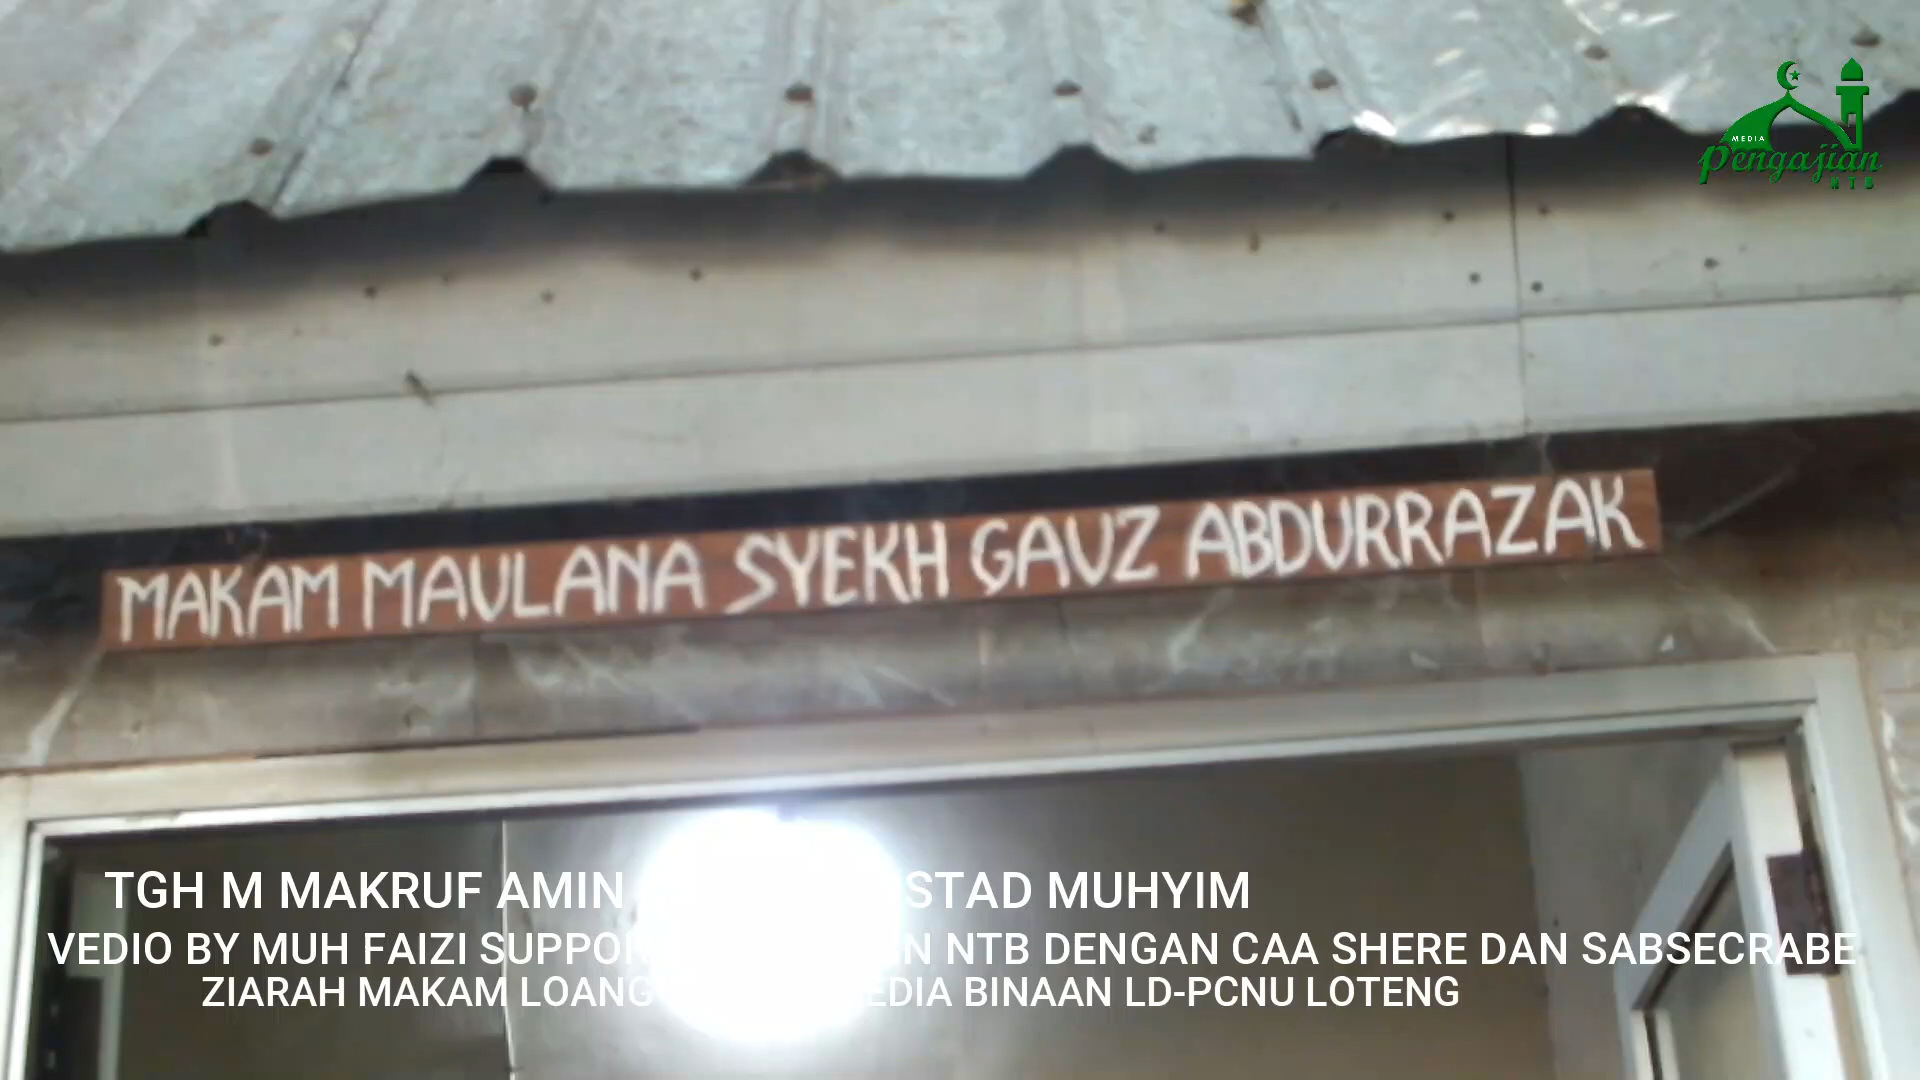 MEDIA
Pengajian
NTB
MAKAM MAULANA SYEKH GAUZ ABDURRAZAK
TGH M MAKRUF AMIN MUHYIM
VEDIO BY MUH FAIZI NTB DENGAN CAA SHERE DAN SABSECRABE
ZIARAH MAKAM LOANG BINAAN LD-PCNU LOTENG